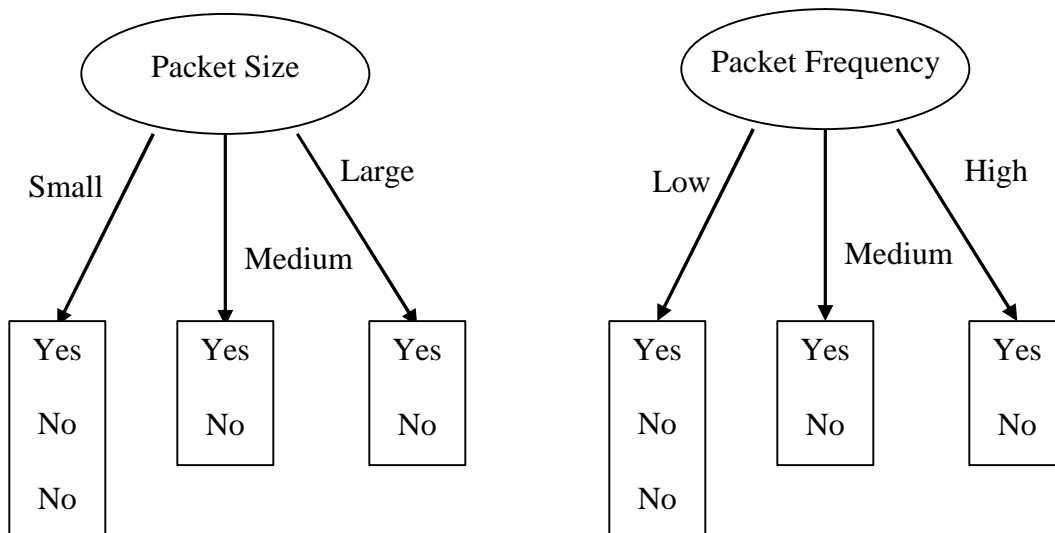 Packet Size
Small
Large
Medium
Yes
No
No
Yes
No
Yes
No
Packet Frequency
Low
High
Medium
Yes
No
No
Yes
No
Yes
No